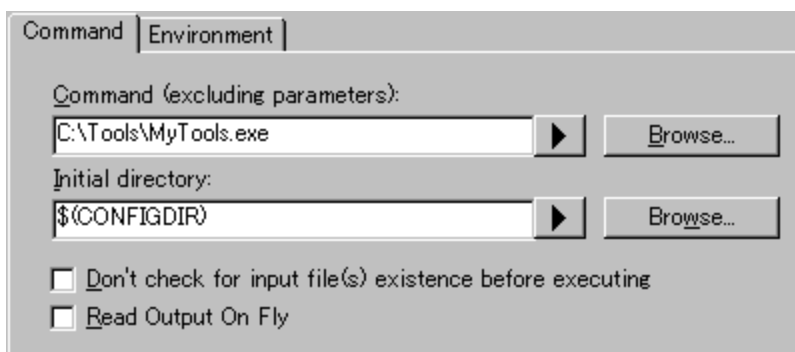 Command Environment
Command (excluding parameters):
C:\Tools\MyTools.exe Browse...
Initial directory:
$(CONFIGDIR) Browse...
Don't check for input file(s) existence before executing
Read Output On Fly